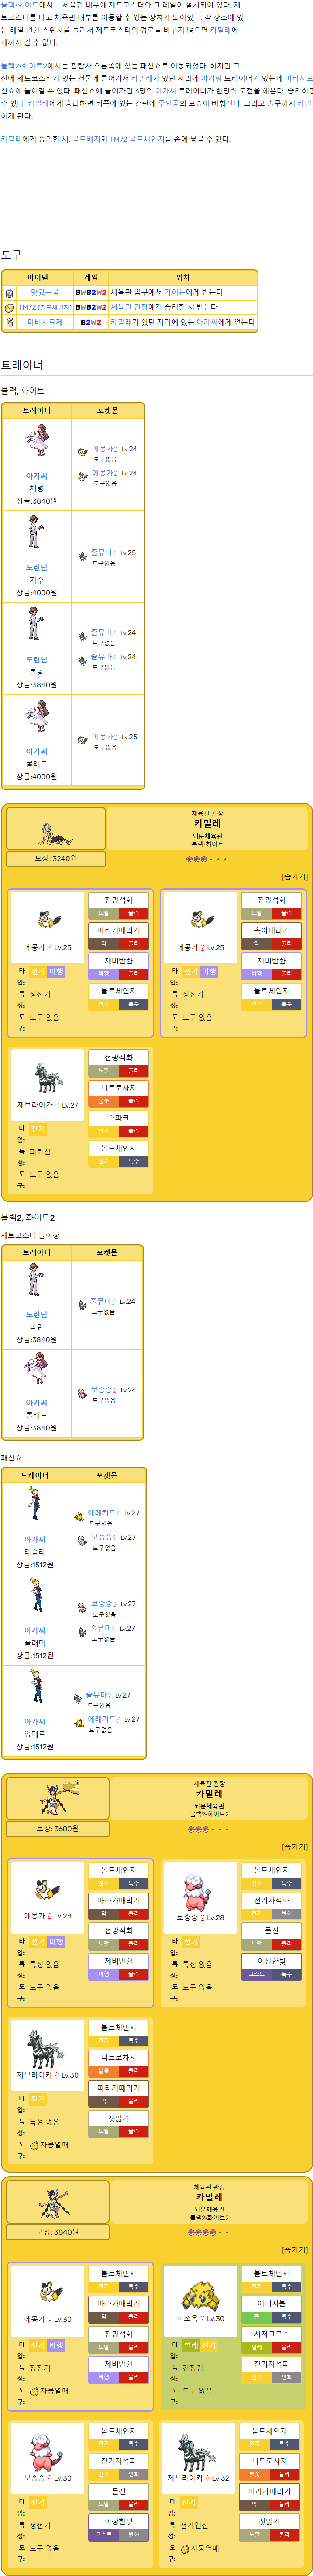 블랙·화이트에서는 체육관 내부에 제트코스터와 그 레일이 설치되어 있다. 제
트코스터를 타고 체육관 내부를 이동할 수 있는 장치가 되어있다. 각 장소에 있
는 레일 변환 스위치를 눌러서 제트코스터의 경로를 바꾸지 않으면 카밀레에
게까지 갈 수 없다.
블랙2·화이트2에서는 관람자 오른쪽에 있는 패션쇼로 이동되었다. 하지만 그
전에 제트코스터가 있는 건물에 들어가서 카밀레가 있던 자리에 아가씨 트레이너가 있는데 마비치료
션쇼에 들어갈 수 있다. 패션쇼에 들어가면 3명의 아가씨 트레이너가 한명씩 도전을 해온다. 승리하면
수 있다. 카밀레에게 승리하면 뒤쪽에 있는 간판에 주인공의 모습이 비춰진다. 그리고 출구까지 카밀
하게 된다.
카밀레에게 승리할 시, 볼트배지와 TM72 볼트체인지를 손에 넣을 수 있다.
도구
아이템 게임 위치
맛있는물 BWB2W2 체육관 입구에서 가이든에게 받는다
TM72 (볼트체인지) BWB2W2 체육관 관장에게 승리할 시 받는다
마비치료제 B2W2 카밀레가 있던 자리에 있는 아가씨에게 얻는다
트레이너
블랙, 화이트
트레이너 포켓몬
에몽가♀ Lv.24
도구없음
에몽가♀ Lv.24
도구없음
아가씨
채령
상금:3840원
줄뮤마♂ Lv.25
도구없음
도련님
지수
상금:4000원
줄뮤마♂ Lv.24
도구없음
줄뮤마♂ Lv.24
도구없음
도련님
롤랑
상금:3840원
에몽가♀ Lv.25
도구없음
아가씨
콜레트
상금:4000원
체육관 관장
카밀레
뇌문체육관
블랙·화이트
보상: 3240원
[숨기기]
에몽가 ♂ Lv.25
타입: 전기 비행
특성: 정전기
도구: 도구 없음
전광석화
노말 물리
따라가때리기
악 물리
제비반환
비행 물리
볼트체인지
전기 특수
에몽가 ♀ Lv.25
타입: 전기 비행
특성: 정전기
도구: 도구 없음
전광석화
노말 물리
속여때리기
악 물리
제비반환
비행 물리
볼트체인지
전기 특수
제브라이카 ♂ Lv.27
타입: 전기
특성: 피뢰침
도구: 도구 없음
전광석화
노말 물리
니트로차지
불꽃 물리
스파크
전기 물리
볼트체인지
전기 특수
블랙2, 화이트2
제트코스터 놀이장
트레이너 포켓몬
줄뮤마♂ Lv.24
도구없음
도련님
롤랑
상금:3840원
보송송♀ Lv.24
도구없음
아가씨
콜레트
상금:3840원
패션쇼
트레이너 포켓몬
에레키드♂ Lv.27
도구없음
보송송♀ Lv.27
도구없음
아가씨
테슬라
상금:1512원
보송송♀ Lv.27
도구없음
줄뮤마♀ Lv.27
도구없음
아가씨
플래미
상금:1512원
줄뮤마♂ Lv.27
도구없음
에레키드♂ Lv.27
도구없음
아가씨
앙페르
상금:1512원
체육관 관장
카밀레
뇌문체육관
블랙2·화이트2
보상: 3600원
[숨기기]
에몽가 ♀ Lv.28
타입: 전기 비행
특성: 특성 없음
도구: 도구 없음
볼트체인지
전기 특수
따라가때리기
악 물리
전광석화
노말 물리
제비반환
비행 물리
보송송 ♀ Lv.28
타입: 전기
특성: 특성 없음
도구: 도구 없음
볼트체인지
전기 특수
전기자석파
전기 변화
돌진
노말 물리
이상한빛
고스트 특수
제브라이카 ♀ Lv.30
타입: 전기
특성: 특성 없음
도구: 자뭉열매
볼트체인지
전기 특수
니트로차지
불꽃 물리
따라가때리기
악 물리
짓밟기
노말 물리
체육관 관장
카밀레
뇌문체육관
블랙2·화이트2
보상: 3840원
[숨기기]
에몽가 ♀ Lv.30
타입: 전기 비행
특성: 정전기
도구: 자뭉열매
볼트체인지
전기 특수
따라가때리기
악 물리
전광석화
노말 물리
제비반환
비행 물리
파쪼옥 ♀ Lv.30
타입: 벌레 전기
특성: 긴장감
도구: 도구 없음
볼트체인지
전기 특수
에너지볼
풀 특수
시저크로스
벌레 물리
전기자석파
전기 변화
보송송 ♀ Lv.30
타입: 전기
특성: 정전기
도구: 도구 없음
볼트체인지
전기 특수
전기자석파
전기 변화
돌진
노말 물리
이상한빛
고스트 변화
제브라이카 ♀ Lv.32
타입: 전기
특성: 전기엔진
도구: 자뭉열매
볼트체인지
전기 특수
니트로차지
불꽃 물리
따라가때리기
악 물리
짓밟기
노말 물리